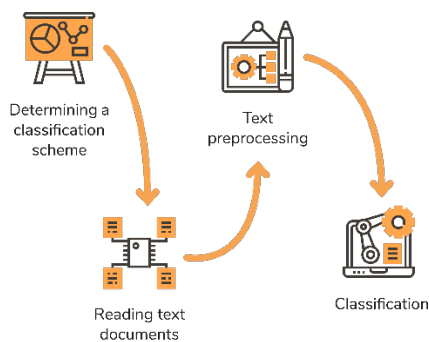 Determining a
classification
scheme
Reading text
documents
Text
preprocessing
Classification